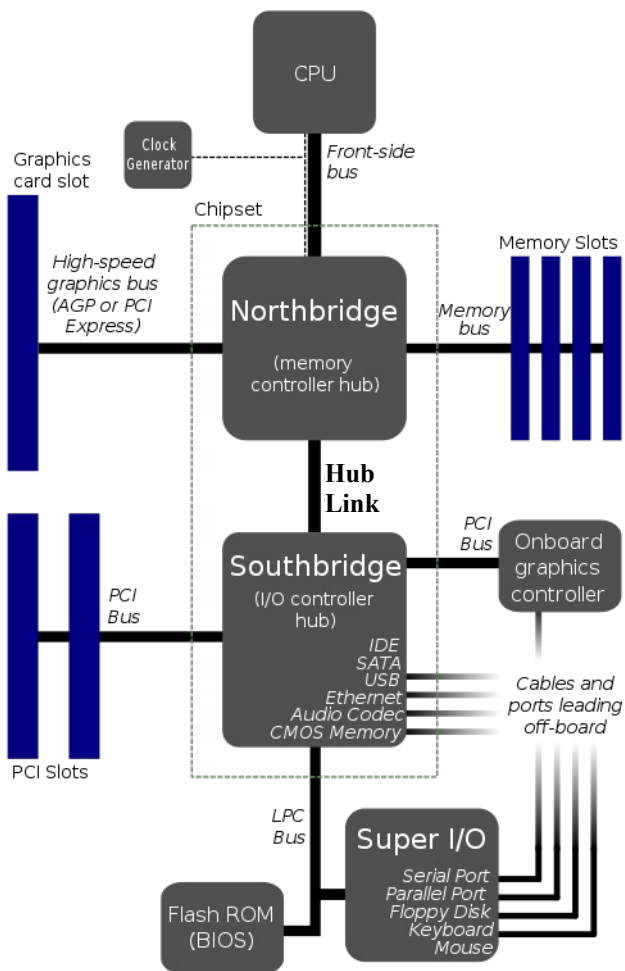 CPU
Clock
Generator
Front-side
bus
Graphics
card slot
Chipset
High-speed
graphics bus
(AGP or PCI
Express)
Northbridge
(memory
controller hub)
Memory Slots
Memory
bus
Hub
Link
PCI
Bus
Onboard
graphics
controller
Southbridge
(I/O controller
hub)
PCI
Bus
IDE
SATA
USB
Ethernet
Audio Codec
CMOS Memory
Cables and
ports leading
off-board
PCI Slots
LPC
Bus
Super I/O
Serial Port
Parallel Port
Floppy Disk
Keyboard
Mouse
Flash ROM
(BIOS)